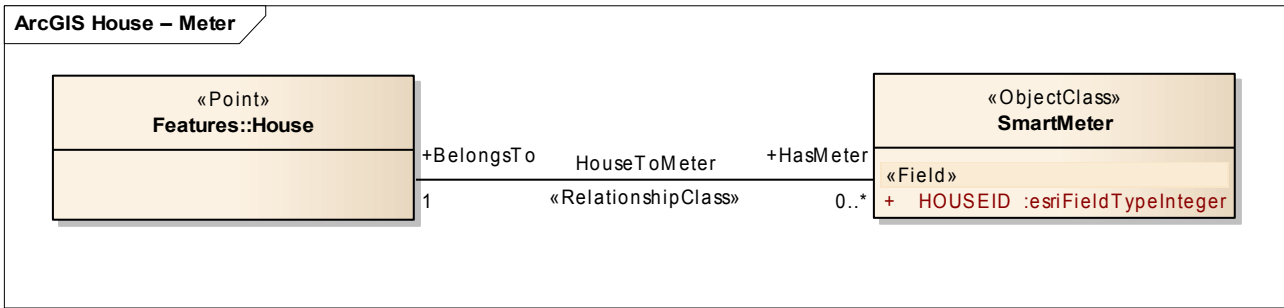 ArcGIS House – Meter
«Point»
Features::House
+BelongsTo
1
HouseToMeter
«RelationshipClass»
+HasMeter
0..*
«ObjectClass»
SmartMeter
«Field»
+ HOUSEID :esriFieldTypeInteger